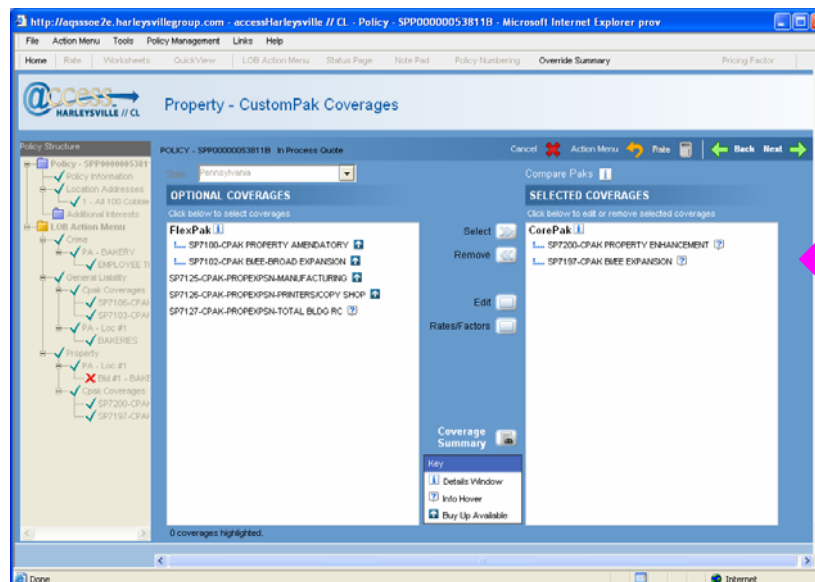 http://aqsssoe2e.harleysvillegroup.com - accessHarleysville // CL - Policy - SPP00000053811B - Microsoft Internet Explorer prov
File Action Menu Tools Policy Management Links Help
Home Rate Worksheets QuickView LOB Action Menu Status Page Note Pad Policy Numbering Override Summary Pricing Factor
@ccess
HARLEYSVILLE // CL
Property - CustomPak Coverages
Policy Structure
POLICY - SPP00000053811B In Process Quote
Cancel Action Menu Rate Back Next
Policy - SPP0000005381
Policy Information
Location Addresses
1 - All 100 Cobble
Additional Interests
LOB Action Menu
Crime
PA - BAKERY
EMPLOYEE TI
General Liability
Cpak Coverages
SP7106-CPAK
SP7103-CPAK
PA - Loc #1
BAKERIES
Property
PA - Loc #1
Bld #1 - BAKE
Cpak Coverages
SP7200-CPAK
SP7197-CPAK
State Pennsylvania
Compare Paks
OPTIONAL COVERAGES
Click below to select coverages
FlexPak
SP7100-CPAK PROPERTY AMENDATORY
SP7102-CPAK BMEE-BROAD EXPANSION
SP7125-CPAK-PROPEXPSN-MANUFACTURING
SP7126-CPAK-PROPEXPSN-PRINTERS/COPY SHOP
SP7127-CPAK-PROPEXPSN-TOTAL BLDG RC
Select
Remove
Edit
Rates/Factors
Coverage
Summary
Key
Details Window
Info Hover
Buy Up Available
SELECTED COVERAGES
Click below to edit or remove selected coverages
CorePak
SP7200-CPAK PROPERTY ENHANCEMENT
SP7197-CPAK BMEE EXPANSION
0 coverages highlighted.
Done
Internet